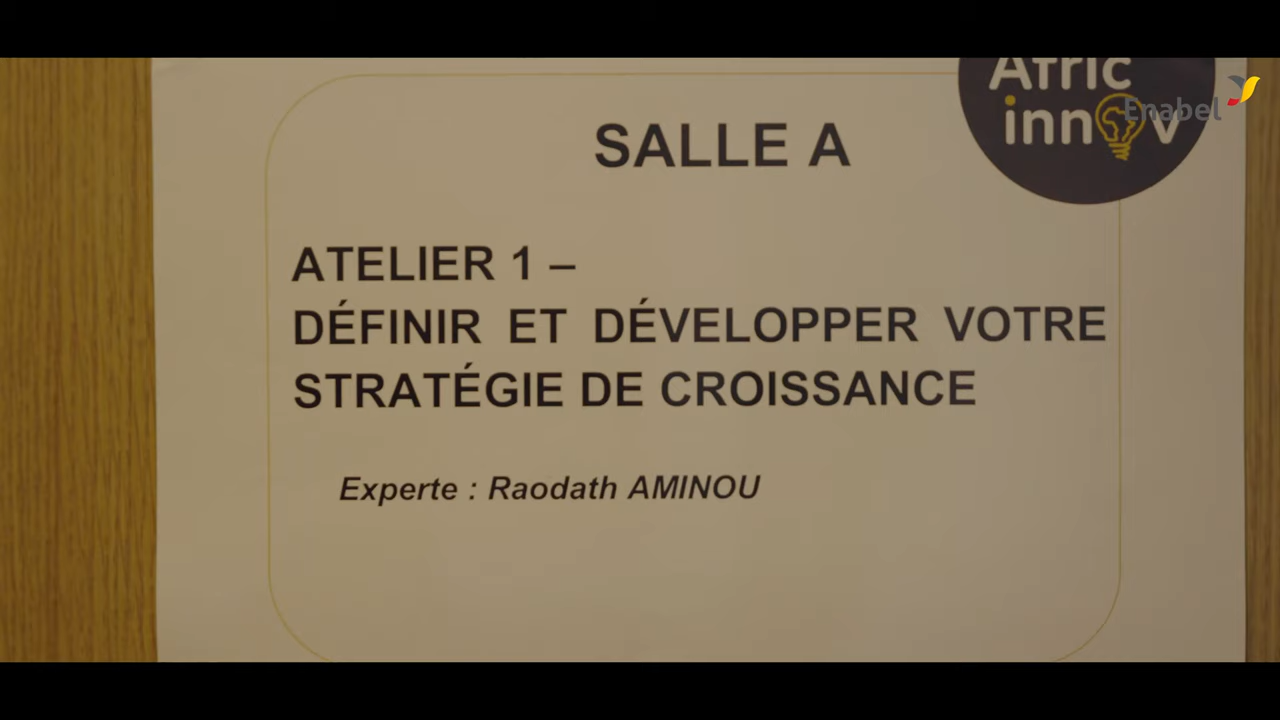 Afric
innov
Enabel
SALLE A
ATELIER 1 –
DÉFINIR ET DÉVELOPPER VOTRE
STRATÉGIE DE CROISSANCE
Experte : Raodath AMINOU